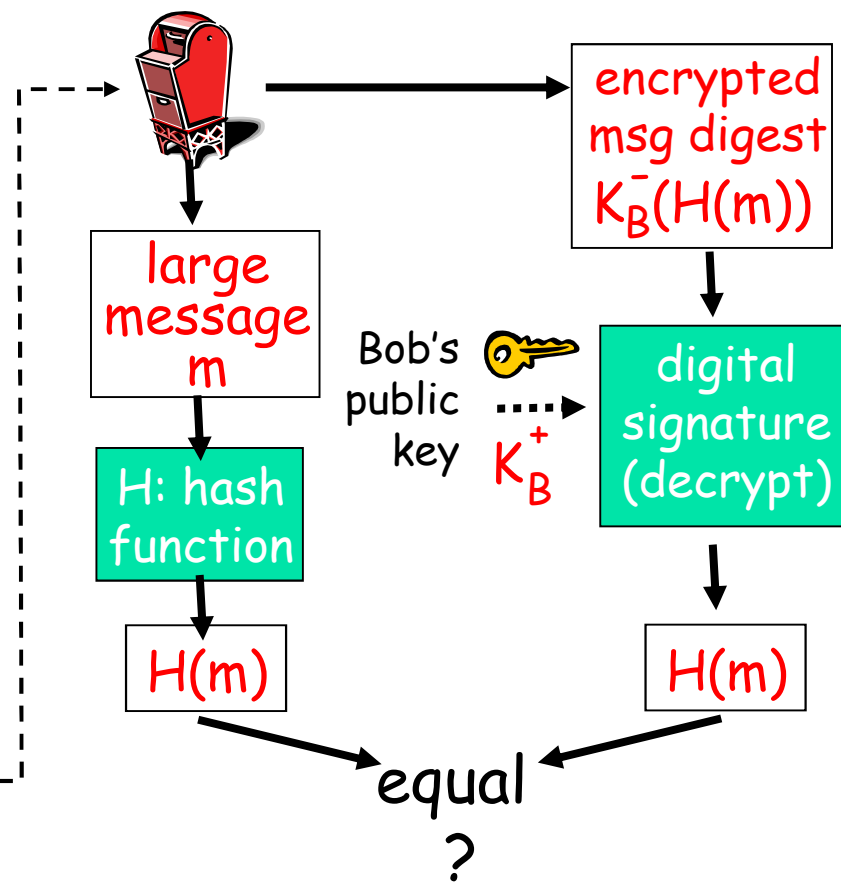 encrypted
msg digest
K_B^-(H(m))
large
message
m
Bob's
public
key
K_B^+
digital
signature
(decrypt)
H: hash
function
H(m)
H(m)
equal
?